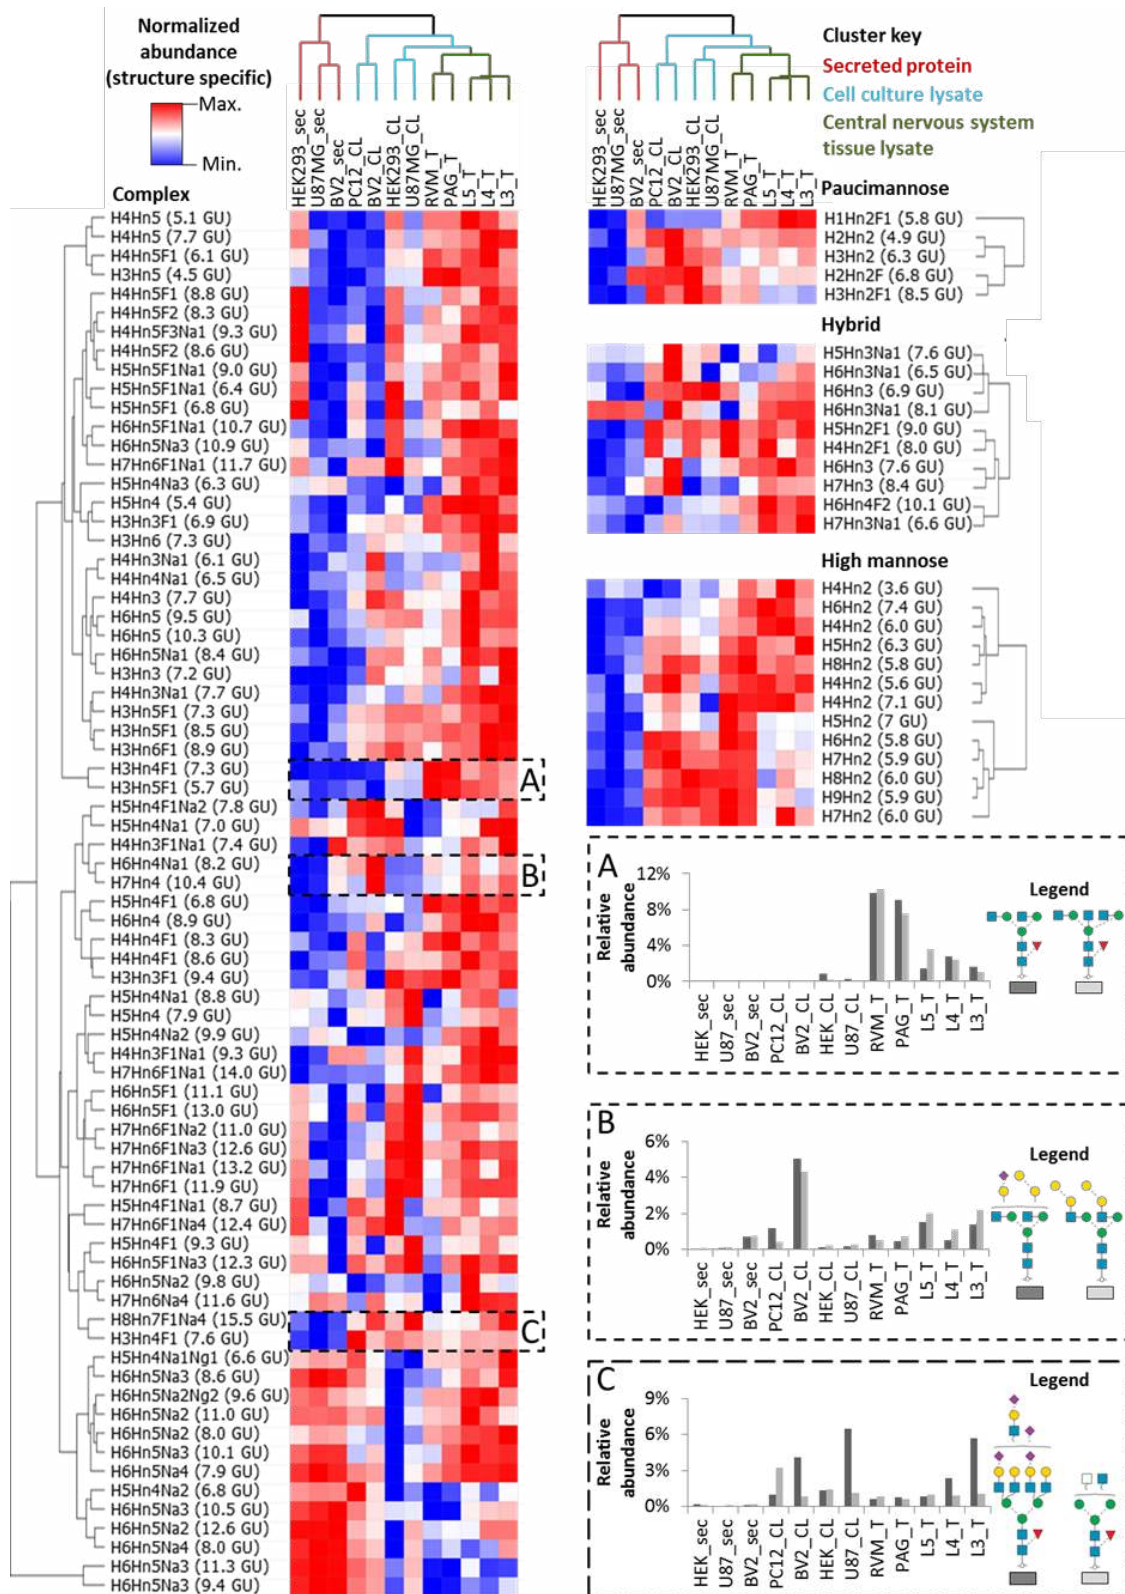 Normalized
abundance
(structure specific)
Max.
Min.
Cluster key
Secreted protein
Cell culture lysate
Central nervous system
tissue lysate
HEK293_sec
U87MG_sec
BV2_sec
PC12_CL
BV2_CL
HEK293_CL
U87MG_CL
RVM_T
PAG_T
L5_T
L4_T
L3_T
Complex
H4Hn5 (5.1 GU)
H4Hn5 (7.7 GU)
H4Hn5F1 (6.1 GU)
H3Hn5 (4.5 GU)
H4Hn5F1 (8.8 GU)
H4Hn5F2 (8.3 GU)
H4Hn5F3Na1 (9.3 GU)
H4Hn5F2 (8.6 GU)
H5Hn5F1Na1 (9.0 GU)
H5Hn5F1Na1 (6.4 GU)
H5Hn5F1 (6.8 GU)
H6Hn5F1Na1 (10.7 GU)
H6Hn5Na3 (10.9 GU)
H7Hn6F1Na1 (11.7 GU)
H5Hn4Na3 (6.3 GU)
H5Hn4 (5.4 GU)
H3Hn3F1 (6.9 GU)
H3Hn6 (7.3 GU)
H4Hn3Na1 (6.1 GU)
H4Hn4Na1 (6.5 GU)
H4Hn3 (7.7 GU)
H6Hn5 (9.5 GU)
H6Hn5 (10.3 GU)
H6Hn5Na1 (8.4 GU)
H3Hn3 (7.2 GU)
H4Hn3Na1 (7.7 GU)
H3Hn5F1 (7.3 GU)
H3Hn5F1 (8.5 GU)
H3Hn6F1 (8.9 GU)
H3Hn4F1 (7.3 GU)
H3Hn5F1 (5.7 GU)
H5Hn4F1Na2 (7.8 GU)
H5Hn4Na1 (7.0 GU)
H4Hn3F1Na1 (7.4 GU)
H6Hn4Na1 (8.2 GU)
H7Hn4 (10.4 GU)
H5Hn4F1 (6.8 GU)
H6Hn4 (8.9 GU)
H4Hn4F1 (8.3 GU)
H4Hn4F1 (8.6 GU)
H3Hn3F1 (9.4 GU)
H5Hn4Na1 (8.8 GU)
H5Hn4 (7.9 GU)
H5Hn4Na2 (9.9 GU)
H4Hn3F1Na1 (9.3 GU)
H7Hn6F1Na1 (14.0 GU)
H6Hn5F1 (11.1 GU)
H6Hn5F1 (13.0 GU)
H7Hn6F1Na2 (11.0 GU)
H7Hn6F1Na3 (12.6 GU)
H7Hn6F1Na1 (13.2 GU)
H7Hn6F1 (11.9 GU)
H5Hn4F1Na1 (8.7 GU)
H7Hn6F1Na4 (12.4 GU)
H5Hn4F1 (9.3 GU)
H6Hn5F1Na3 (12.3 GU)
H6Hn5Na2 (9.8 GU)
H7Hn6Na4 (11.6 GU)
H8Hn7F1Na4 (15.5 GU)
H3Hn4F1 (7.6 GU)
H5Hn4Na1Ng1 (6.6 GU)
H6Hn5Na3 (8.6 GU)
H6Hn5Na2Ng2 (9.6 GU)
H6Hn5Na2 (11.0 GU)
H6Hn5Na2 (8.0 GU)
H6Hn5Na3 (10.1 GU)
H6Hn5Na4 (7.9 GU)
H5Hn4Na2 (6.8 GU)
H6Hn5Na3 (10.5 GU)
H6Hn5Na2 (12.6 GU)
H6Hn5Na4 (8.0 GU)
H6Hn5Na3 (11.3 GU)
H6Hn5Na3 (9.4 GU)
A
B
C
HEK293_sec
U87MG_sec
BV2_sec
PC12_CL
BV2_CL
HEK293_CL
U87MG_CL
RVM_T
PAG_T
L5_T
L4_T
L3_T
Paucimannose
H1Hn2F1 (5.8 GU)
H2Hn2 (4.9 GU)
H3Hn2 (6.3 GU)
H2Hn2F (6.8 GU)
H3Hn2F1 (8.5 GU)
Hybrid
H5Hn3Na1 (7.6 GU)
H6Hn3Na1 (6.5 GU)
H6Hn3 (6.9 GU)
H6Hn3Na1 (8.1 GU)
H5Hn2F1 (9.0 GU)
H4Hn2F1 (8.0 GU)
H6Hn3 (7.6 GU)
H7Hn3 (8.4 GU)
H6Hn4F2 (10.1 GU)
H7Hn3Na1 (6.6 GU)
High mannose
H4Hn2 (3.6 GU)
H6Hn2 (7.4 GU)
H4Hn2 (6.0 GU)
H5Hn2 (6.3 GU)
H8Hn2 (5.8 GU)
H4Hn2 (5.6 GU)
H4Hn2 (7.1 GU)
H5Hn2 (7 GU)
H6Hn2 (5.8 GU)
H7Hn2 (5.9 GU)
H8Hn2 (6.0 GU)
H9Hn2 (5.9 GU)
H7Hn2 (6.0 GU)
A
Relative
abundance
12%
8%
4%
0%
HEK_sec
U87_sec
BV2_sec
PC12_CL
BV2_CL
HEK_CL
U87_CL
RVM_T
PAG_T
L5_T
L4_T
L3_T
Legend
B
Relative
abundance
6%
4%
2%
0%
HEK_sec
U87_sec
BV2_sec
PC12_CL
BV2_CL
HEK_CL
U87_CL
RVM_T
PAG_T
L5_T
L4_T
L3_T
Legend
C
Relative
abundance
9%
6%
3%
0%
HEK_sec
U87_sec
BV2_sec
PC12_CL
BV2_CL
HEK_CL
U87_CL
RVM_T
PAG_T
L5_T
L4_T
L3_T
Legend